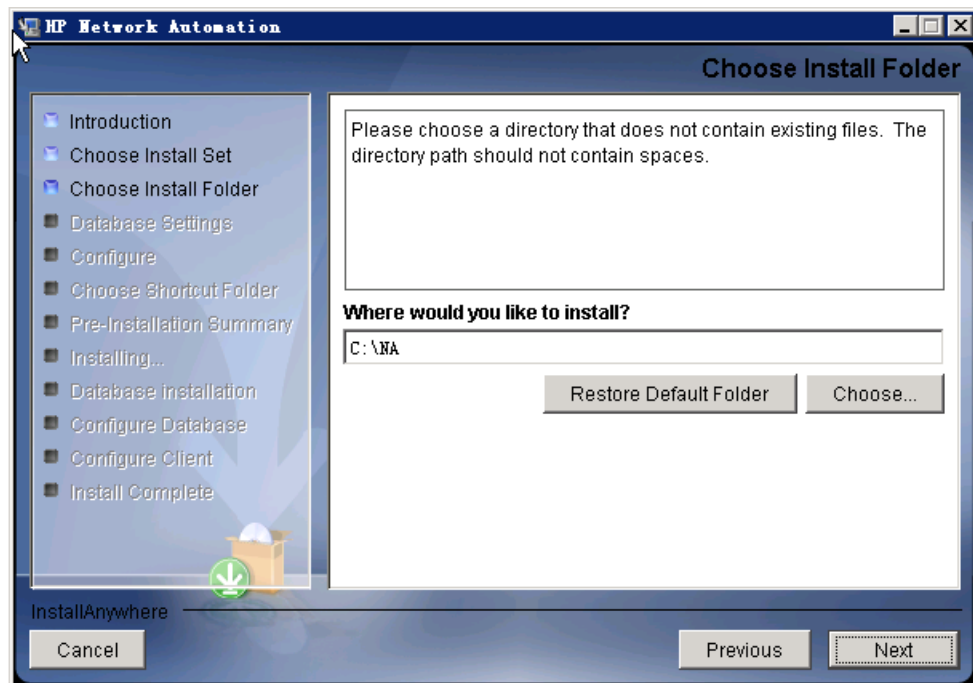 HP Network Automation
Choose Install Folder
Introduction
Choose Install Set
Choose Install Folder
Database Settings
Configure
Choose Shortcut Folder
Pre-Installation Summary
Installing...
Database installation
Configure Database
Configure Client
Install Complete
Please choose a directory that does not contain existing files. The
directory path should not contain spaces.
Where would you like to install?
C:\NA
Restore Default Folder
Choose...
InstallAnywhere
Cancel
Previous
Next